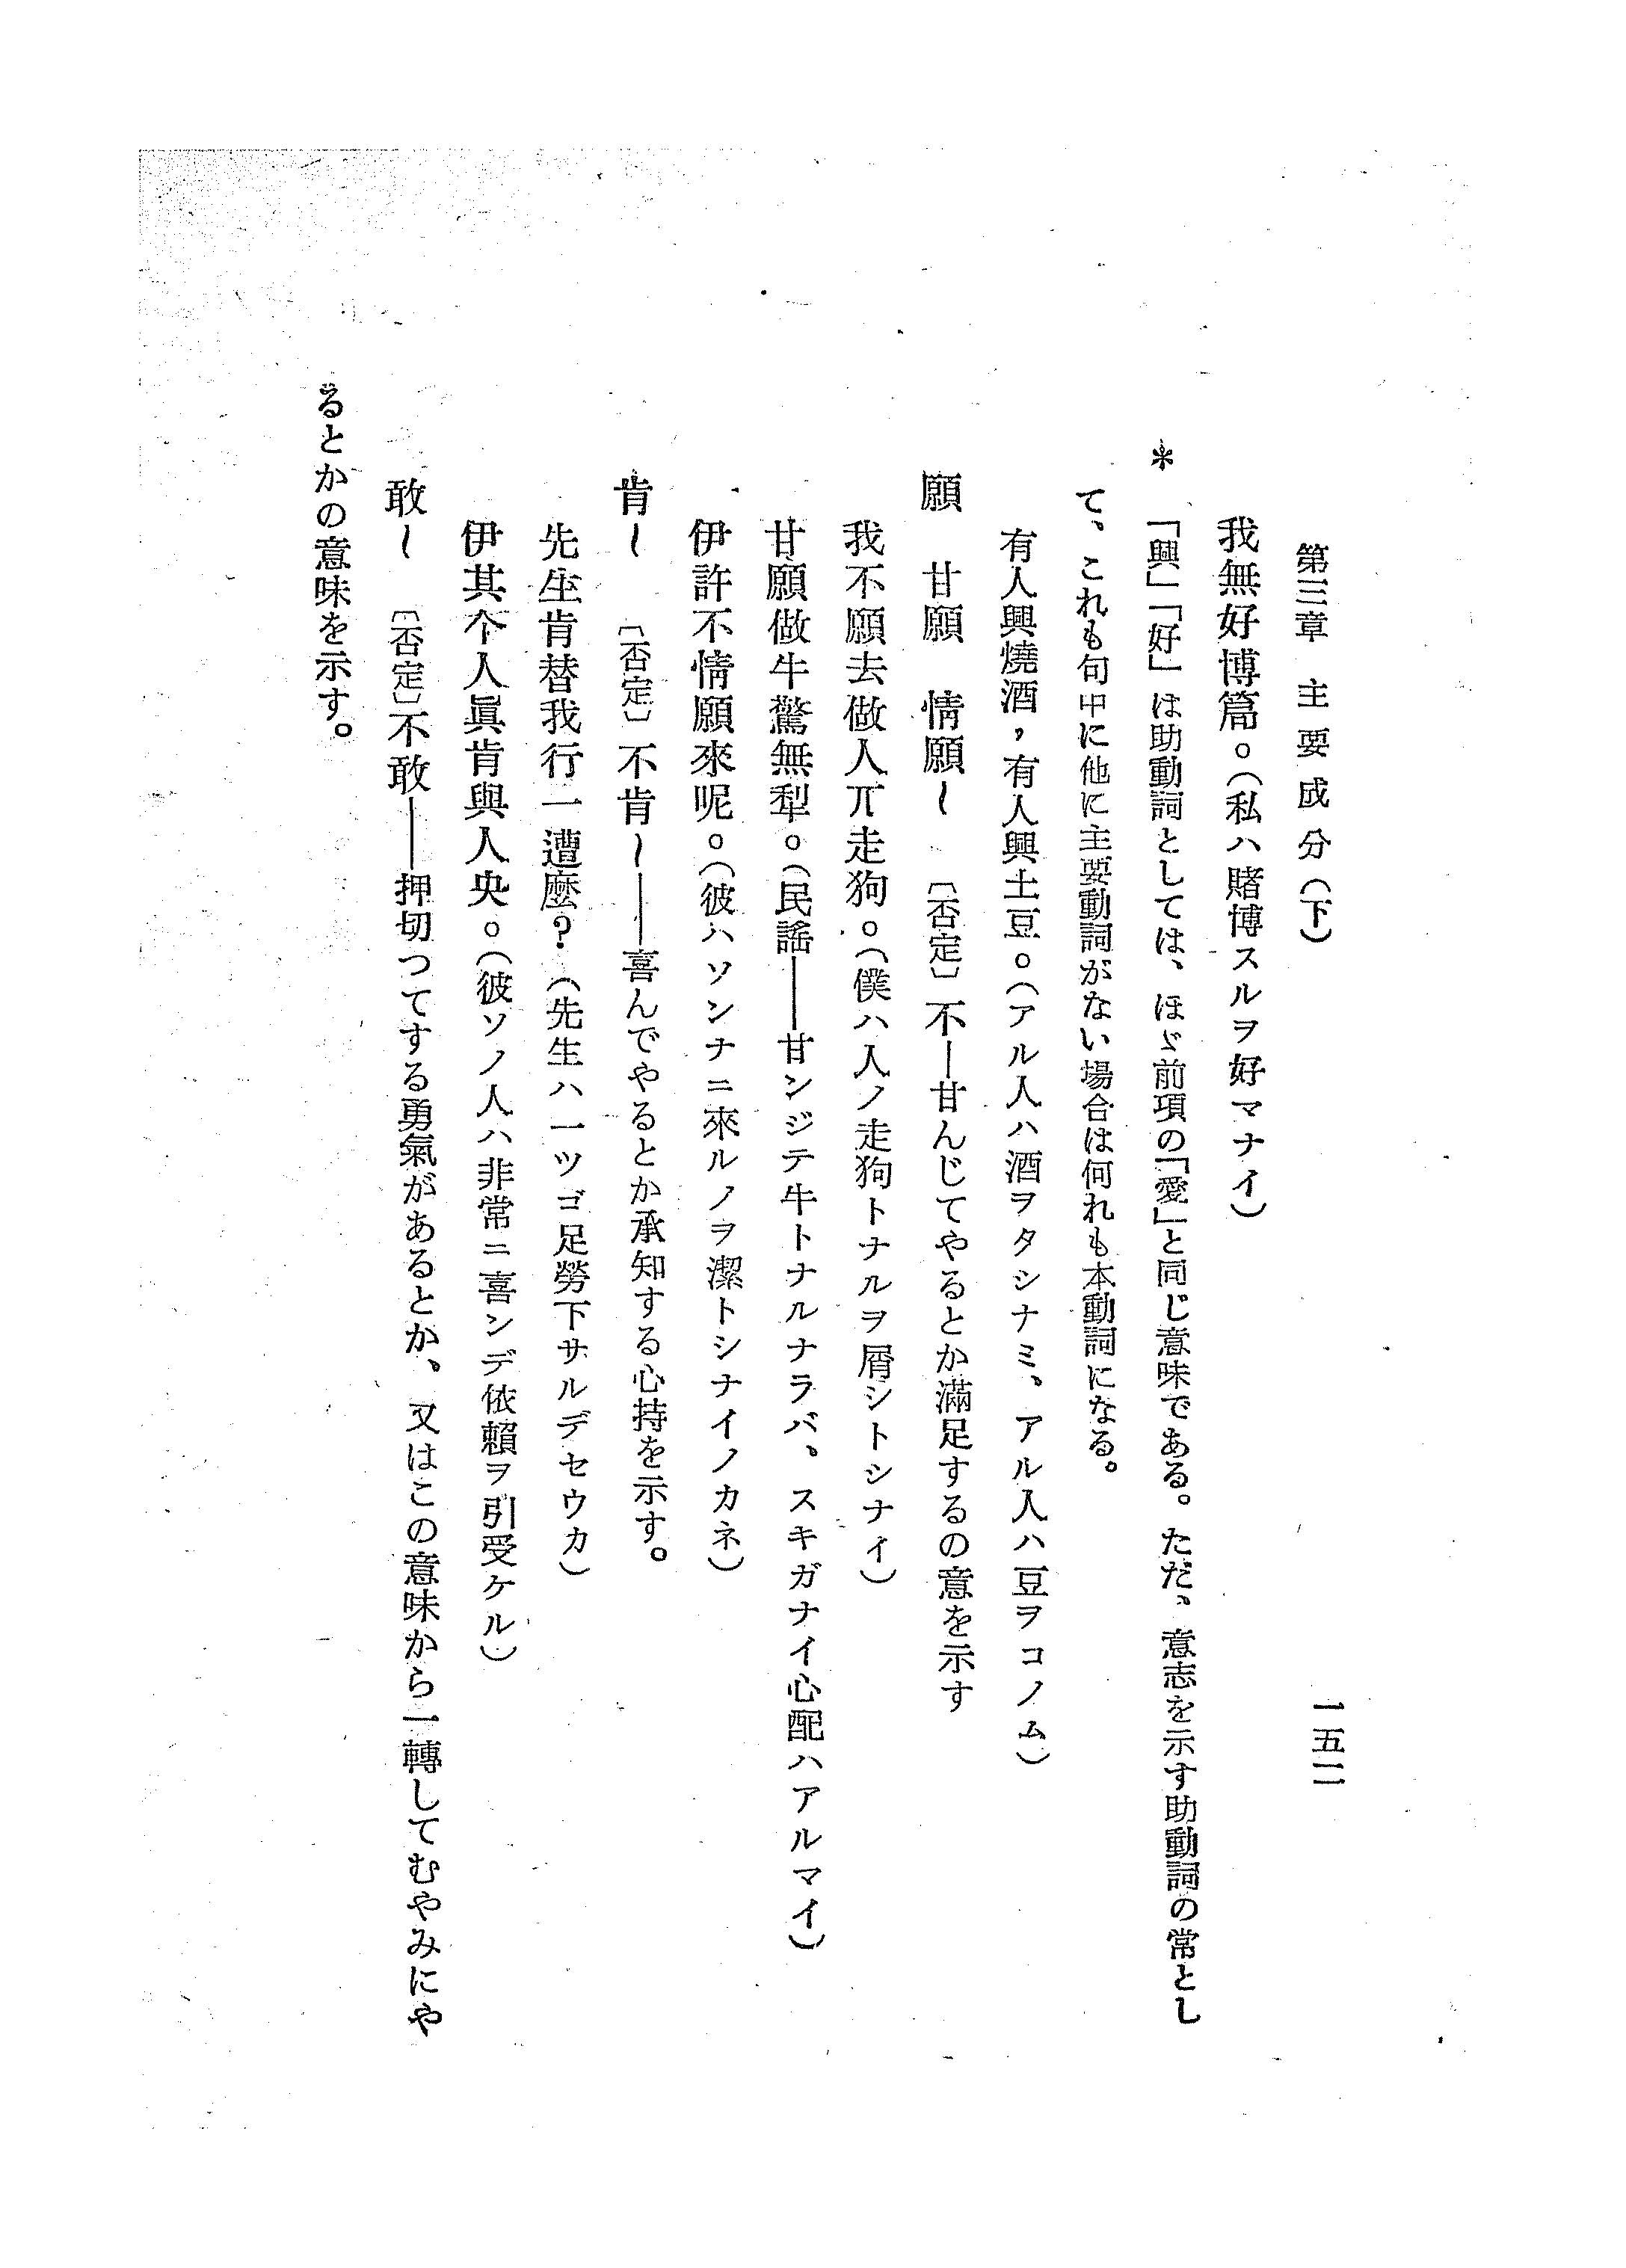 第三章　主要成分（下）
一五二
我無好博篇。（私ハ賭博スルヲ好マナイ）
＊　「興」「好」は助動詞としては、ほゞ前項の「愛」と同じ意味である。ただ、意志を示す助動詞の常とし
て、これも句中に他に主要動詞がない場合は何れも本動詞になる。
有人興燒酒，有人興土豆。（アル人ハ酒ヲタシナミ、アル人ハ豆ヲコノム）
願　甘願　情願～　〔否定〕不―甘んじてやるとか滿足するの意を示す
我不願去做人丌走狗。（僕ハ人ノ走狗トナルヲ屑シトシナイ）
甘願做牛驚無犁。（民謠――甘ンジテ牛トナルナラバ、スキガナイ心配ハアルマイ）
伊許不情願來呢。（彼ハソンナニ來ルノヲ潔トシナイノカネ）
肯～　〔否定〕不肯～――喜んでやるとか承知する心持を示す。
先生肯替我行一遭麼？（先生ハ一ツゴ足勞下サルデセウカ）
伊其个人眞肯與人央。（彼ソノ人ハ非常ニ喜ンデ依賴ヲ引受ケル）
敢～　〔否定〕不敢――押切つてする勇氣があるとか、又はこの意味から一轉してむやみにや
るとかの意味を示す。